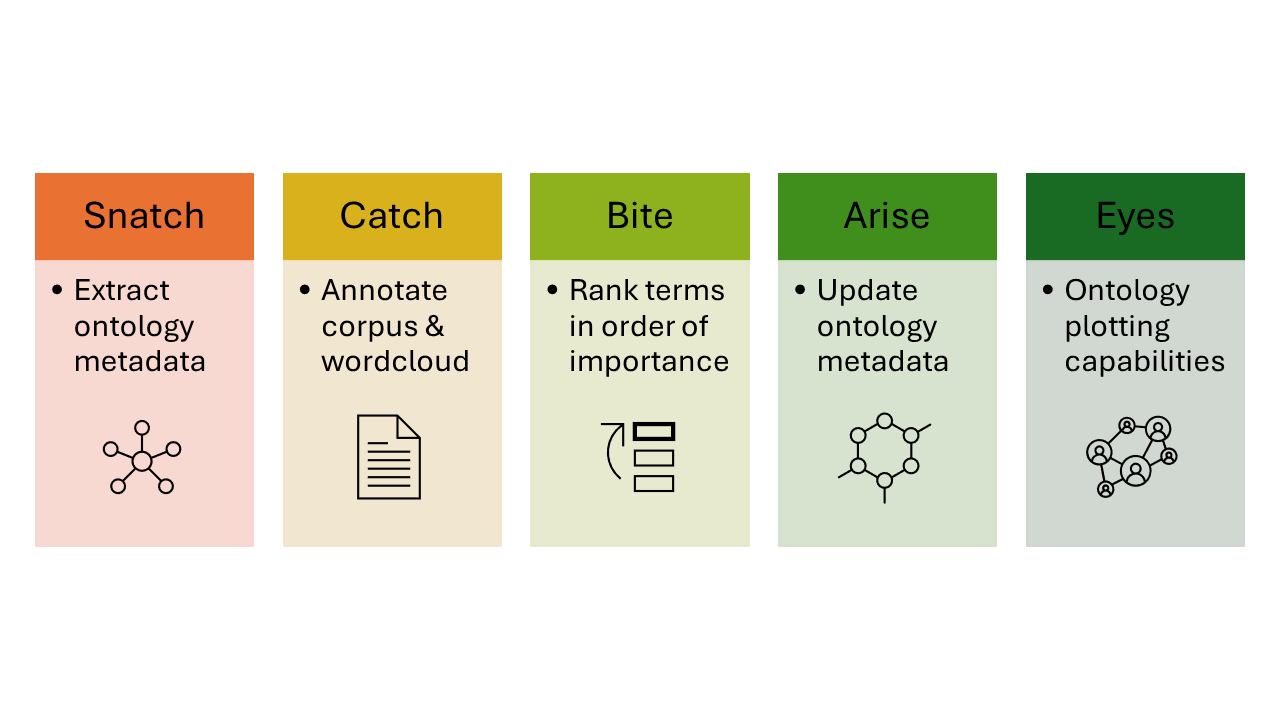 Snatch
• Extract
ontology
metadata
Catch
• Annotate
corpus &
wordcloud
Bite
• Rank terms
in order of
importance
Arise
• Update
ontology
metadata
Eyes
• Ontology
plotting
capabilities